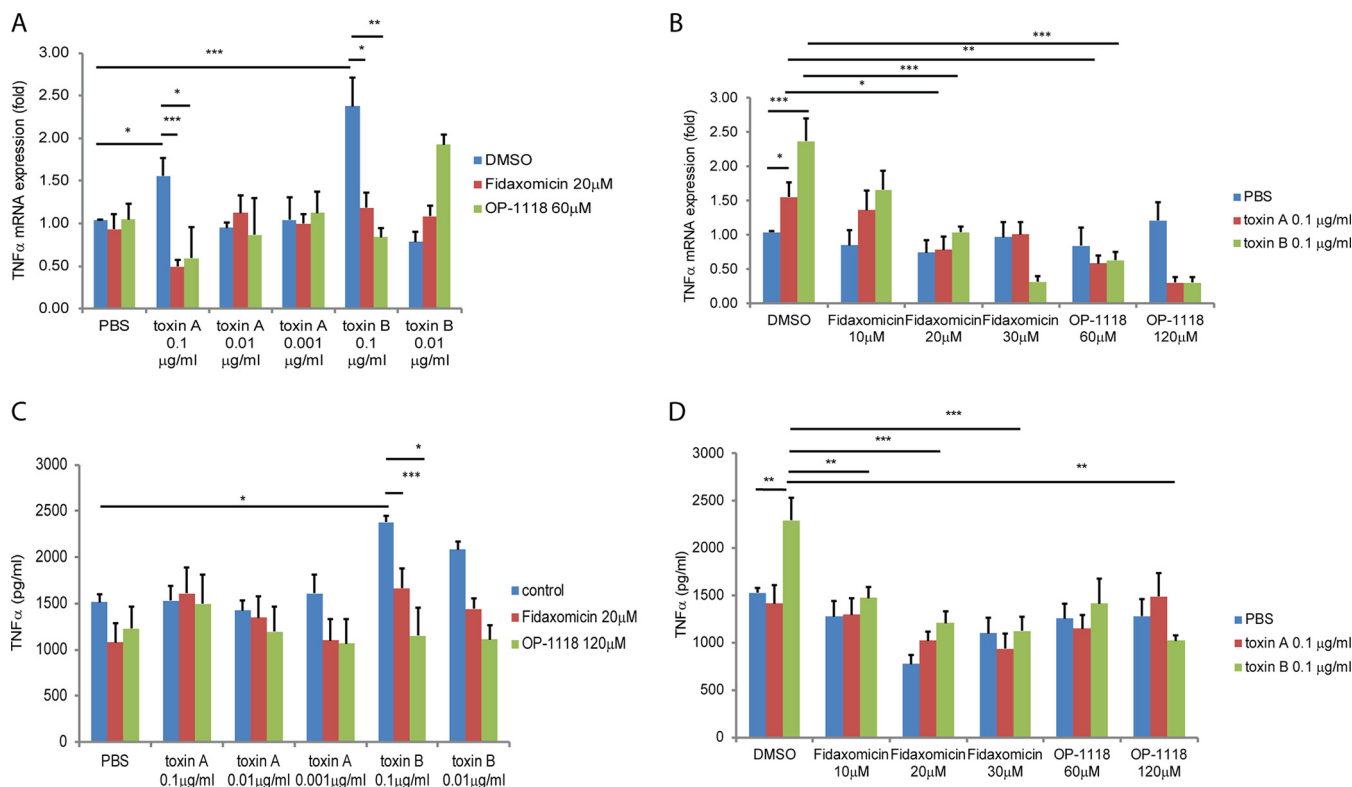 A
***
**
*
3.00
2.50
2.00
1.50
1.00
0.50
0.00
TNFα mRNA expression (fold)
*
*
***
DMSO
Fidaxomicin 20μM
OP-1118 60μM
PBS
toxin A
0.1
μg/ml
toxin A
0.01
μg/ml)
toxin A
0.001
μg/ml)
toxin B
0.1
μg/ml
toxin B
0.01
μg/ml)
B
***
**
***
*
***
*
3.00
2.50
2.00
1.50
1.00
0.50
0.00
TNFα mRNA expression (fold)
PBS
toxin A 0.1 μg/ml
toxin B 0.1 μg/ml
DMSO
Fidaxomicin
10μM
Fidaxomicin
20μM
Fidaxomicin
30μM
OP-1118
60μM
OP-1118
120μM
C
*
***
*
3000
2500
2000
1500
1000
500
0
TNFα (pg/ml)
control
Fidaxomicin 20μM
OP-1118 120μM
PBS
toxin A
0.1μg/ml
toxin A
0.01μg/ml
toxin A
0.001μg/ml
toxin B
0.1μg/ml
toxin B
0.01μg/ml
D
***
***
**
**
**
3000
2500
2000
1500
1000
500
0
TNFα (pg/ml)
PBS
toxin A 0.1 μg/ml
toxin B 0.1 μg/ml
DMSO
Fidaxomicin
10μM
Fidaxomicin
20μM
Fidaxomicin
30μM
OP-1118
60μM
OP-1118
120μM